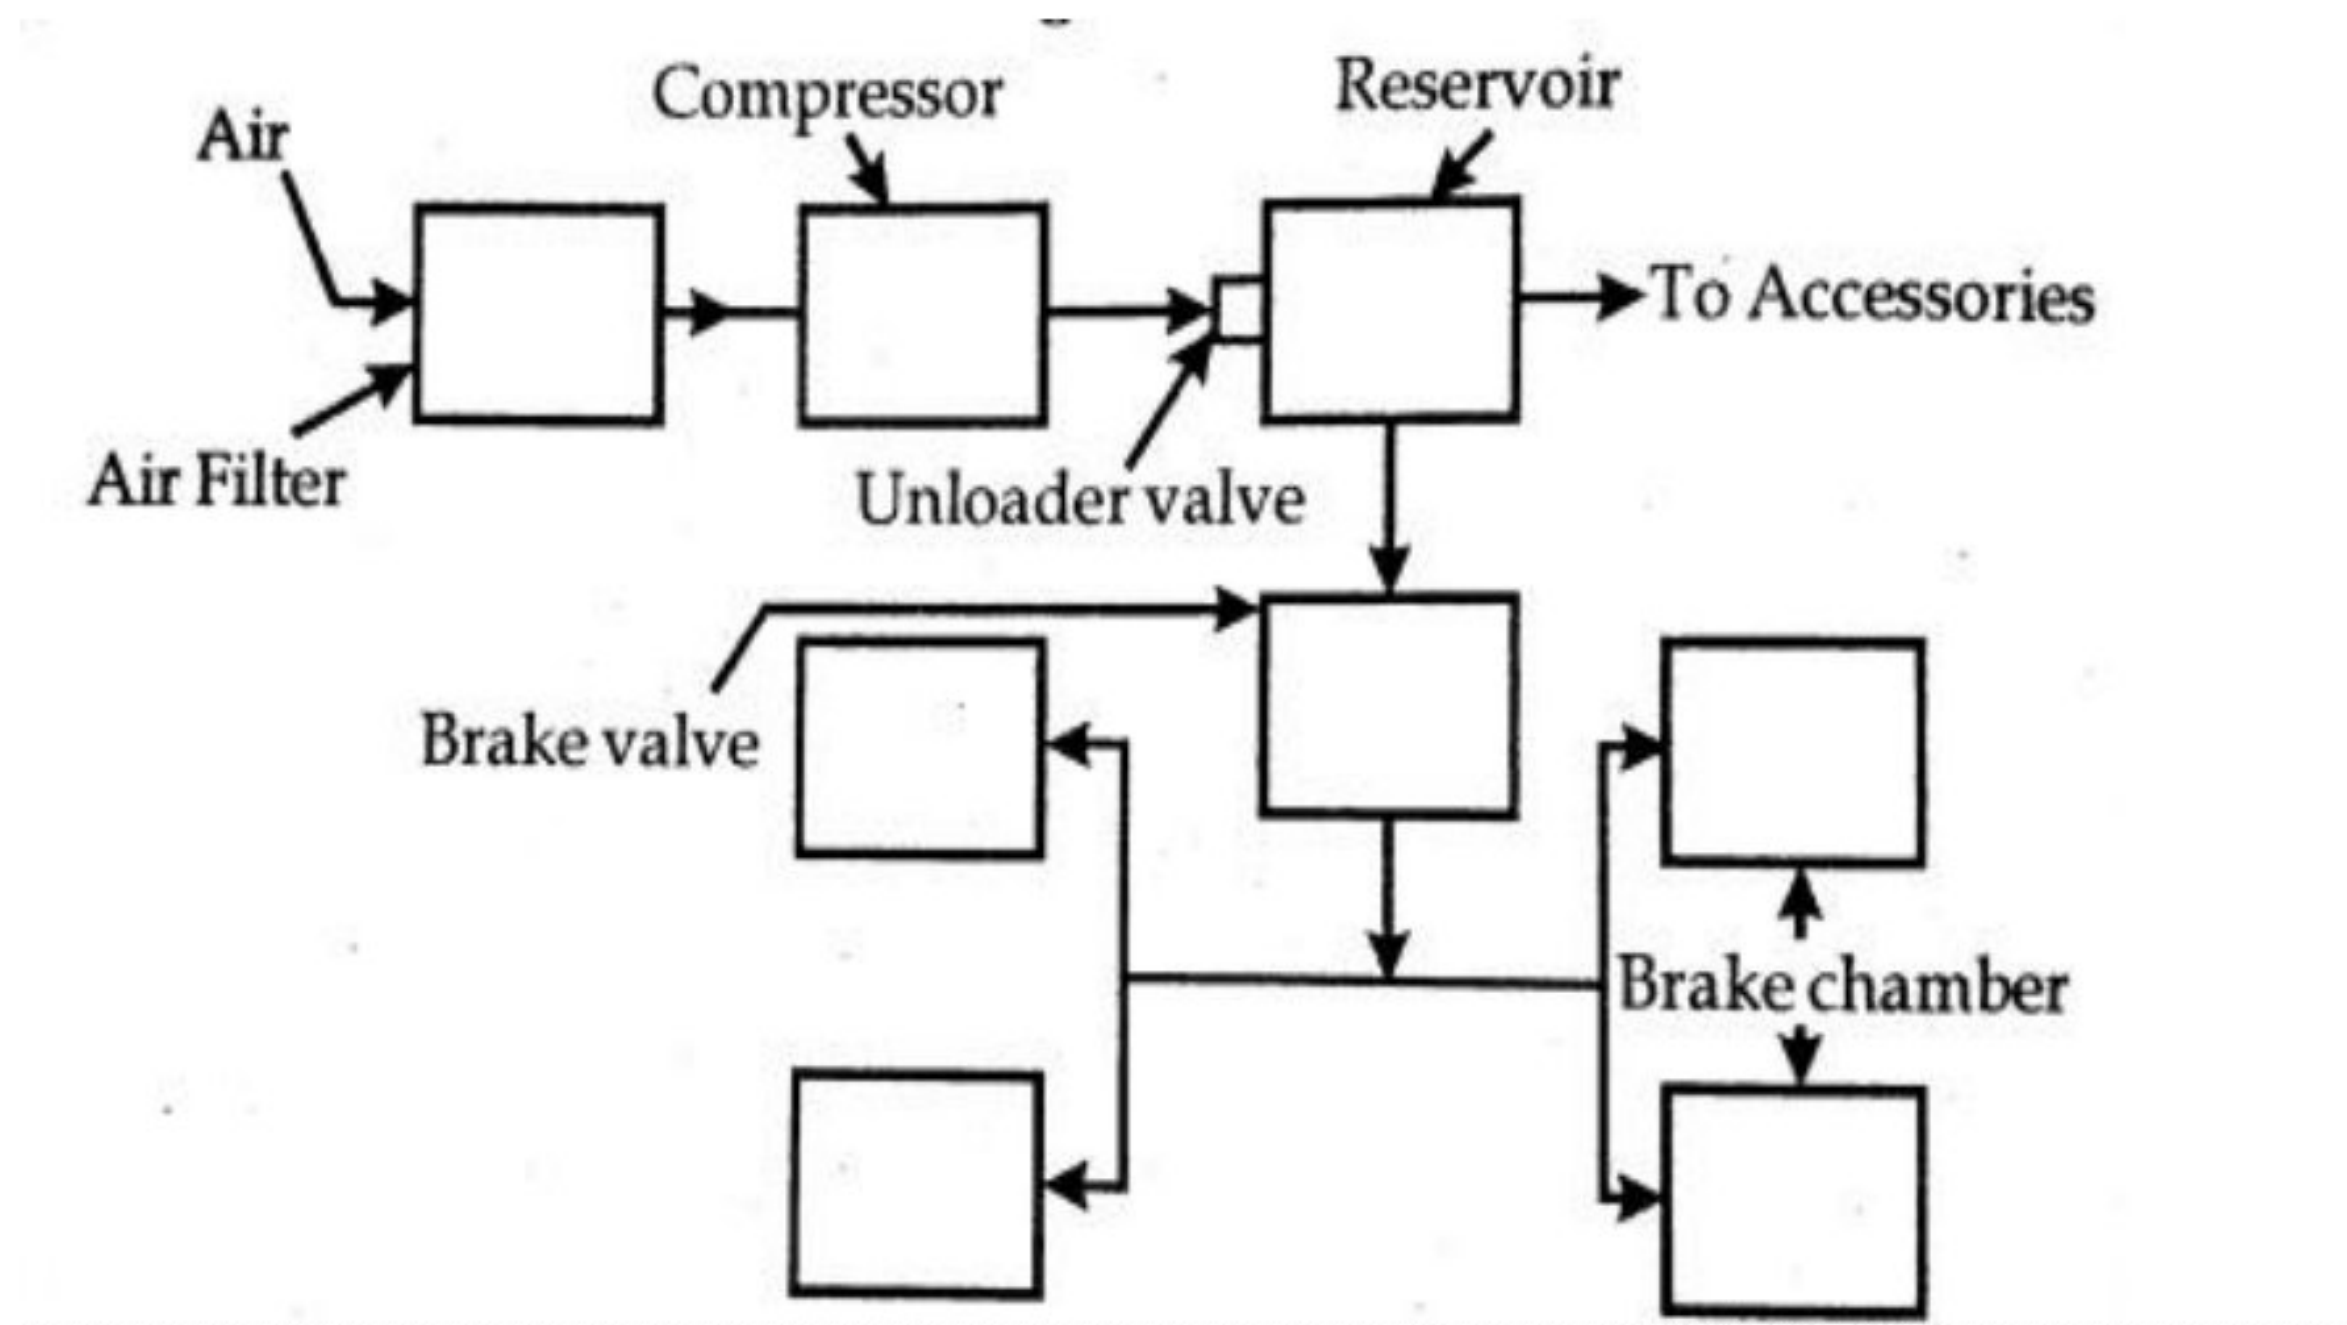 Compressor
Reservoir
Air
To Accessories
Air Filter
Unloader valve
Brake valve
Brake chamber